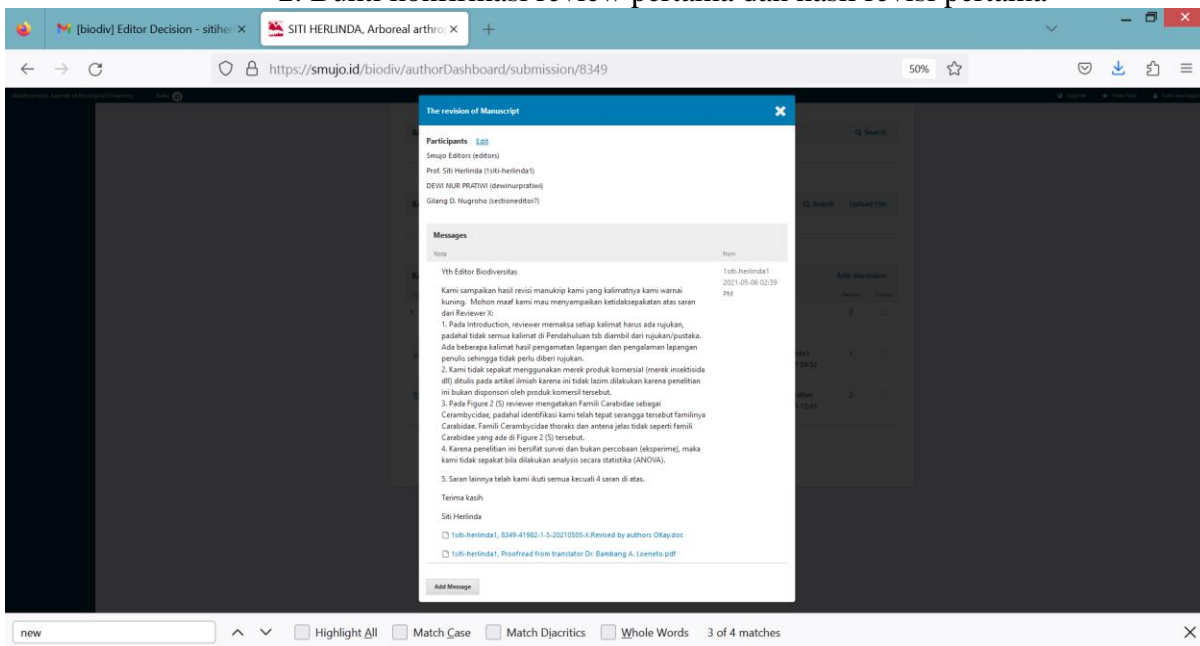 2. Bukti konfirmasi review pertama dan hasil revisi pertama
[biodiv] Editor Decision - sitiher
SITI HERLINDA, Arboreal arthro
https://smujo.id/biodiv/authorDashboard/submission/8349
50%
The revision of Manuscript
Participants Edit
Smujo Editors (editors)
Prof. Siti Herlinda (1siti-herlinda1)
DEWI NUR PRATIWI (dewinurpratiwi)
Gilang D. Nugroho (sectioneditor7)
Search
Search Upload File
Add discussion
Messages
Note From
Yth Editor Biodiversitas
1siti-herlinda1
2021-05-06 02:39
PM
Kami sampaikan hasil revisi manukrip kami yang kalimatnya kami warnai
kuning. Mohon maaf kami mau menyampaikan ketidaksepakatan atas saran
dari Reviewer X:
1. Pada Introduction, reviewer memaksa setiap kalimat harus ada rujukan,
padahal tidak semua kalimat di Pendahuluan tsb diambil dari rujukan/pustaka.
Ada beberapa kalimat hasil pengamatan lapangan dan pengalaman lapangan
penulis sehingga tidak perlu diberi rujukan.
2. Kami tidak sepakat menggunakan merek produk komersial (merek insektisida
dll) ditulis pada artikel ilmiah karena ini tidak lazim dilakukan karena penelitian
ini bukan disponsori oleh produk komersil tersebut.
3. Pada Figure 2 (S) reviewer mengatakan Famili Carabidae sebagai
Cerambycidae, padahal identifikasi kami telah tepat serangga tersebut familinya
Carabidae. Famili Cerambycidae thoraks dan antena jelas tidak seperti famili
Carabidae yang ada di Figure 2 (S) tersebut.
4. Karena penelitian ini bersifat survei dan bukan percobaan (eksperime), maka
kami tidak sepakat bila dilakukan analysis secara statistika (ANOVA).
5. Saran lainnya telah kami ikuti semua kecuali 4 saran di atas.
Terima kasih
Siti Herlinda
1siti-herlinda1, 8349-41982-1-5-20210505-X.Revised by authors OKay.doc
1siti-herlinda1, Proofread from translator Dr. Bambang A. Loeneto.pdf
Add Message
new
Highlight All
Match Case
Match Diacritics
Whole Words
3 of 4 matches